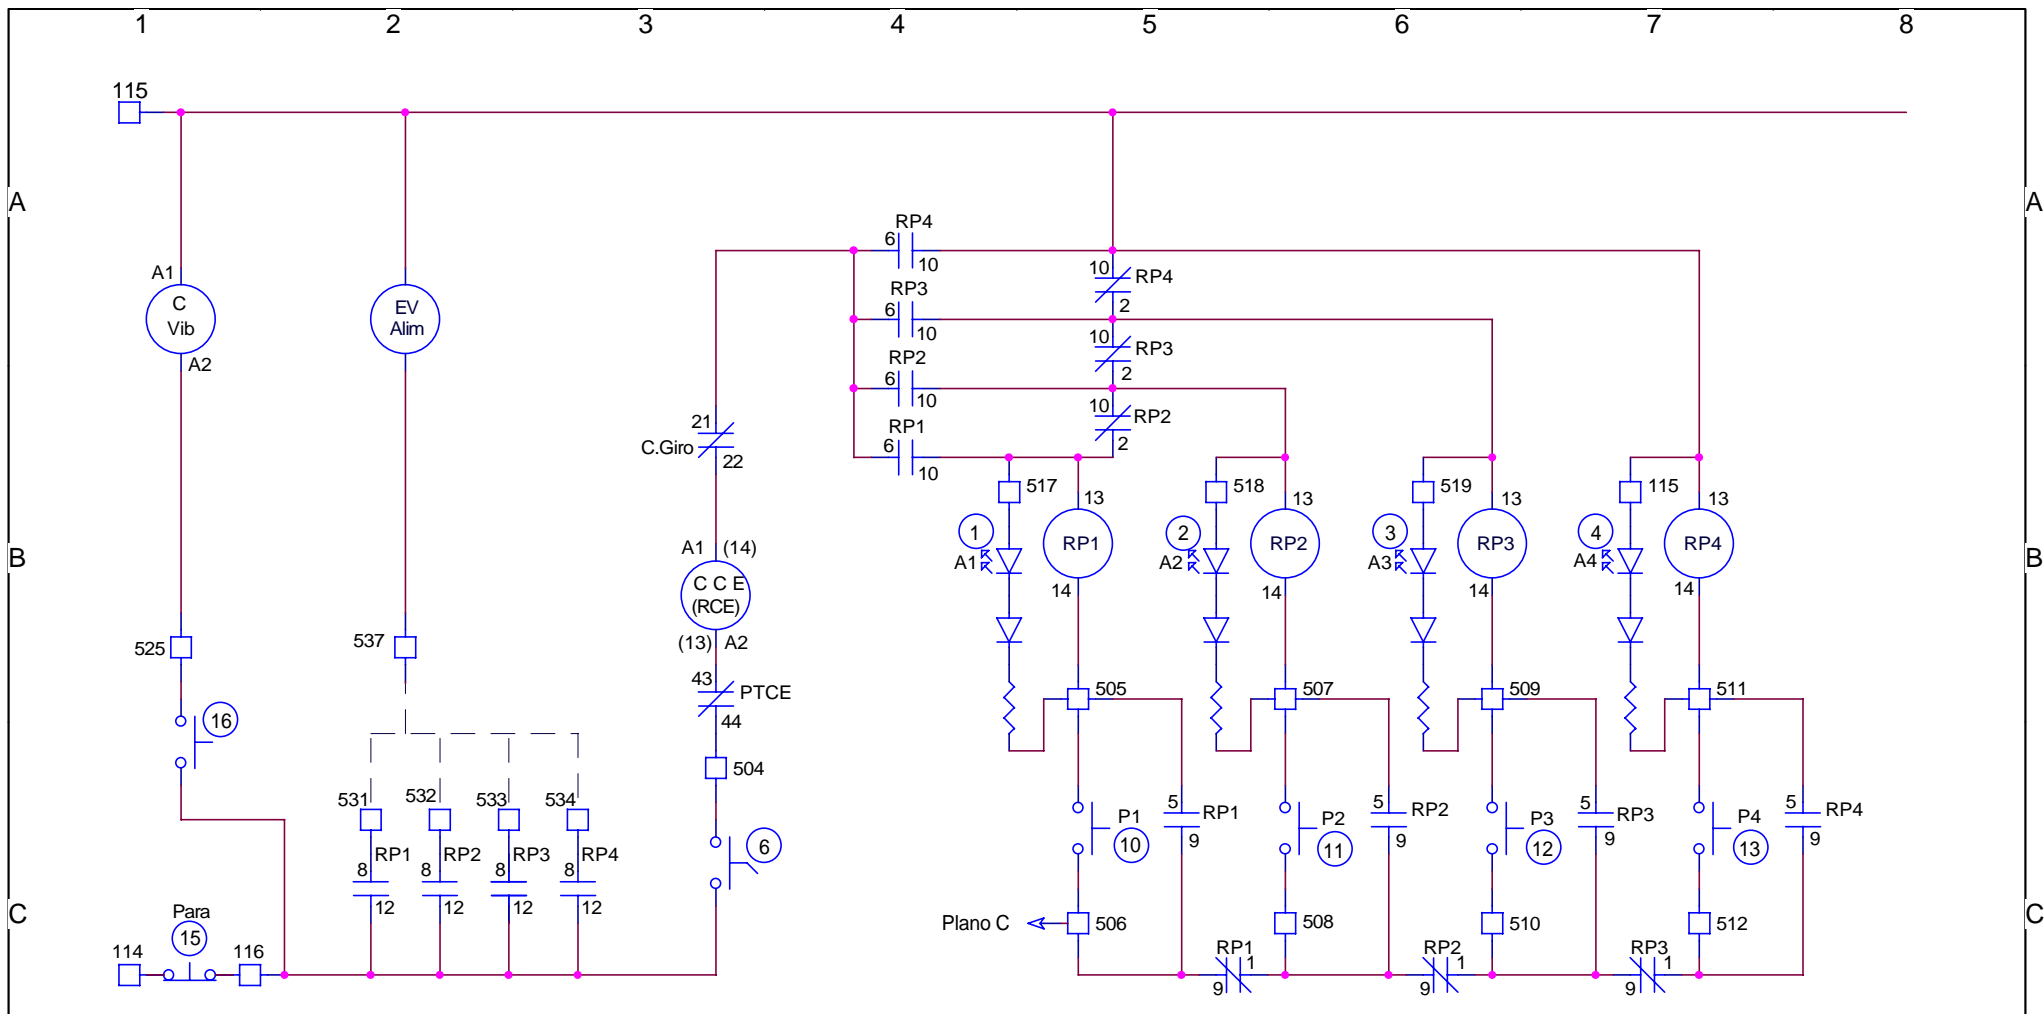 1 2 3 4 5 6 7 8
115
A A
RP4
6 10
10 RP4 2
A1
C
Vib
A2
EV
Alim
RP3
6 10
10 RP3 2
RP2
6 10
10 RP2 2
RP1
6 10
21
C.Giro
22
517 13 518 13 519 13 115 13
1 2 3 4
A1 RP1 A2 RP2 A3 RP3 A4 RP4
14 14 14 14
B B
A1 (14)
C C E
(RCE)
(13) A2
525 537
43 PTCE
44
505 507 509 511
16
504
531 532 533 534
5 RP1 9
5 RP2 9
5 RP3 9
5 RP4 9
P1 P2 P3 P4
10 11 12 13
6
RP1 RP2 RP3 RP4
8 8 8 8
12 12 12 12
C C
Para
15
114 116
Plano C
506 508 510 512
RP1 1 RP2 1 RP3 1
9 9 9